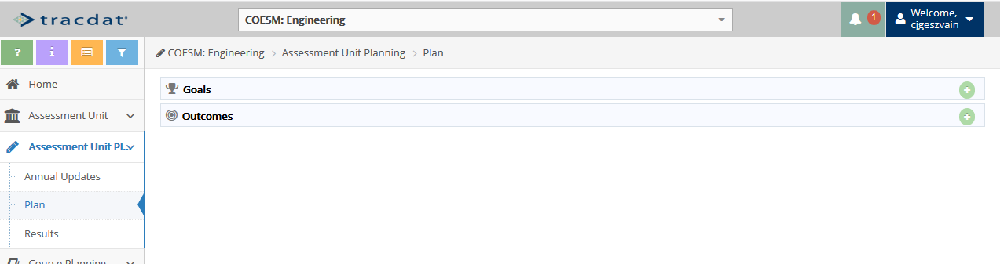 tracdat
COESM: Engineering
1
Welcome,
cjgeszvain
?
i
COESM: Engineering > Assessment Unit Planning > Plan
Home
Assessment Unit
Assessment Unit Pl...
Annual Updates
Plan
Results
Course Planning
Goals
Outcomes